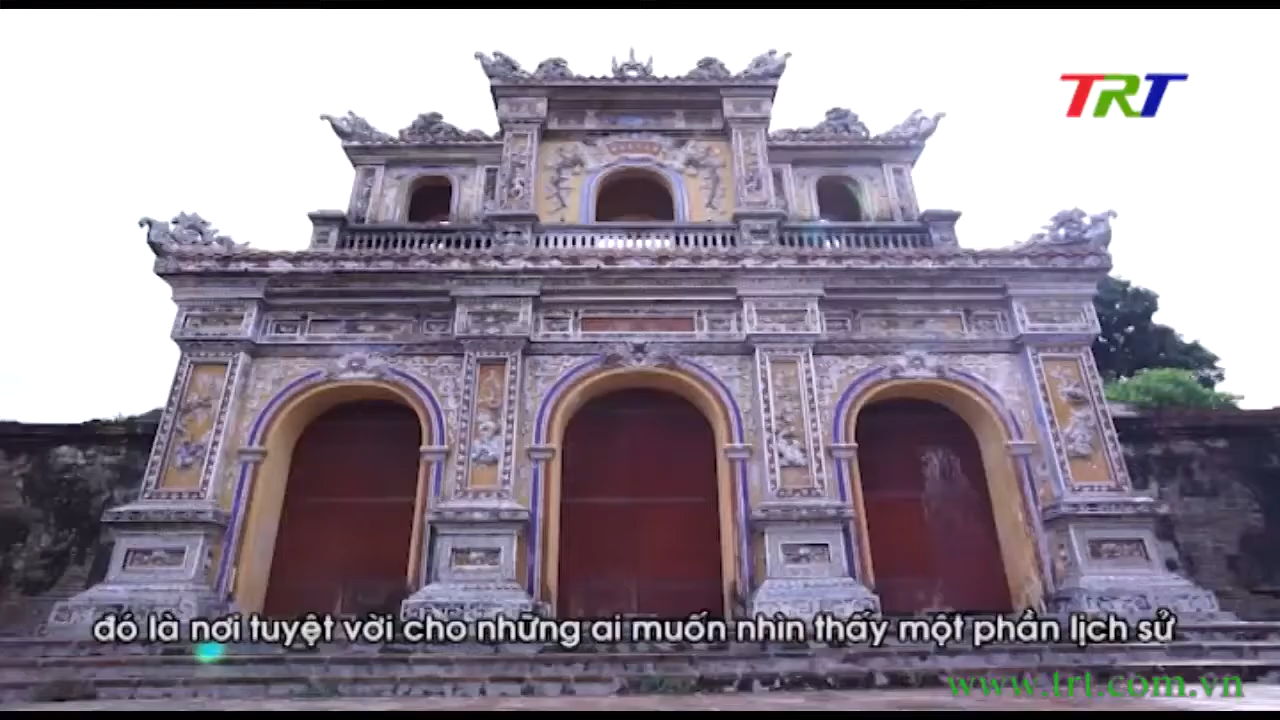 TRT
đó là nơi tuyệt vời cho những ai muốn nhìn thấy một phần lịch sử
www.trt.com.vn